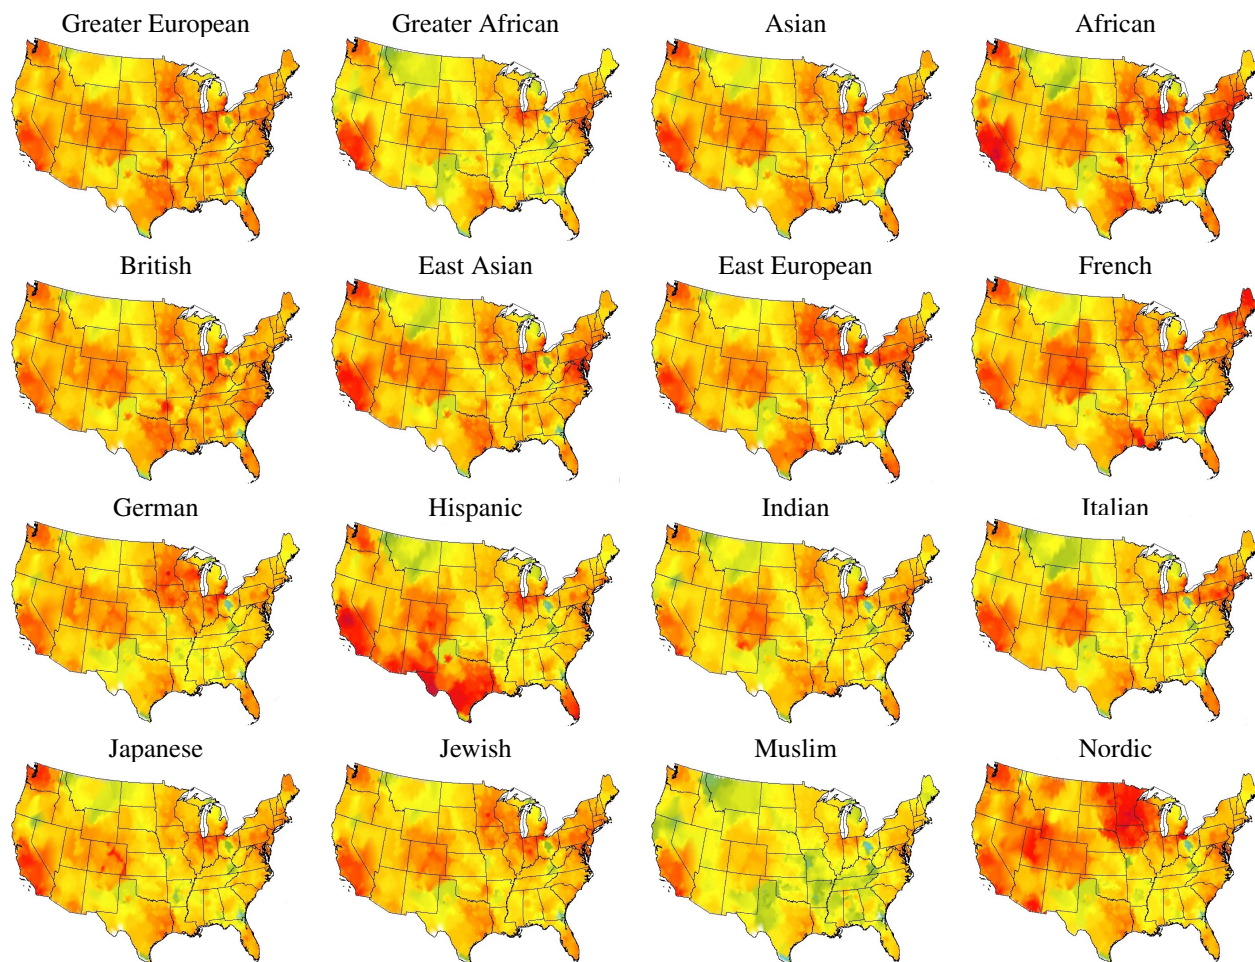 Greater European
Greater African
Asian
African
British
East Asian
East European
French
German
Hispanic
Indian
Italian
Japanese
Jewish
Muslim
Nordic